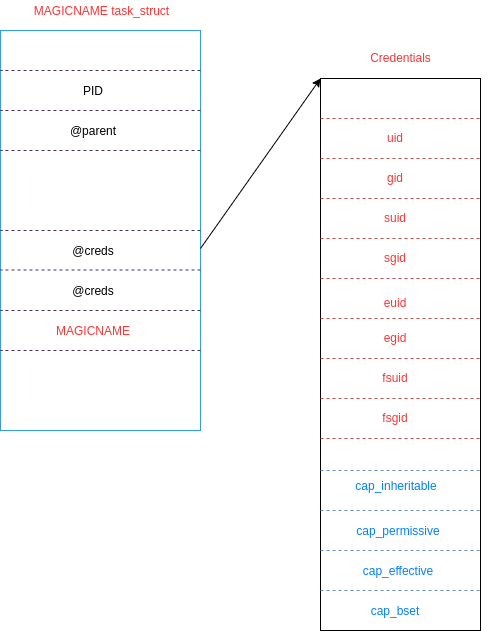 MAGICNAME task_struct
PID
@parent
@creds
@creds
MAGICNAME
Credentials
uid
gid
suid
sgid
euid
egid
fsuid
fsgid
cap_inheritable
cap_permissive
cap_effective
cap_bset